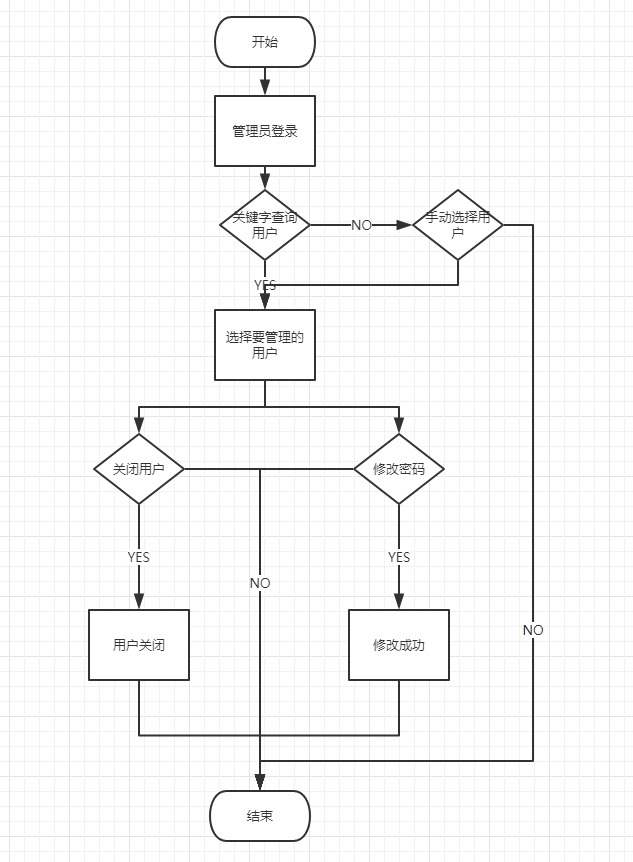 开始
管理员登录
关键字查询
用户
NO
手动选择用
户
YES
选择要管理的
用户
关闭用户
修改密码
YES
YES
NO
NO
用户关闭
修改成功
结束